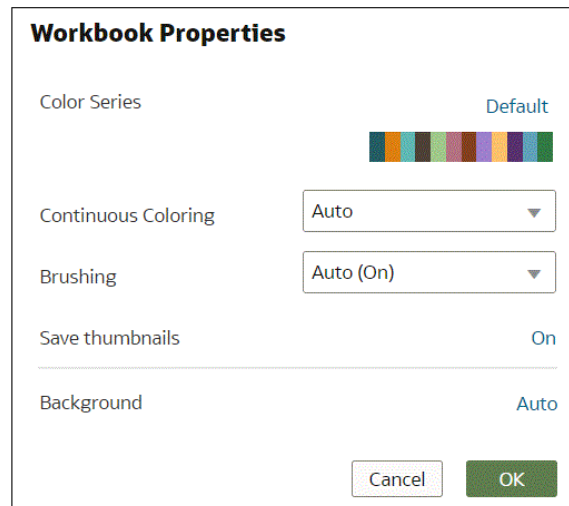 Workbook Properties
Color Series
Default
Continuous Coloring
Auto
Brushing
Auto (On)
Save thumbnails
On
Background
Auto
Cancel
OK